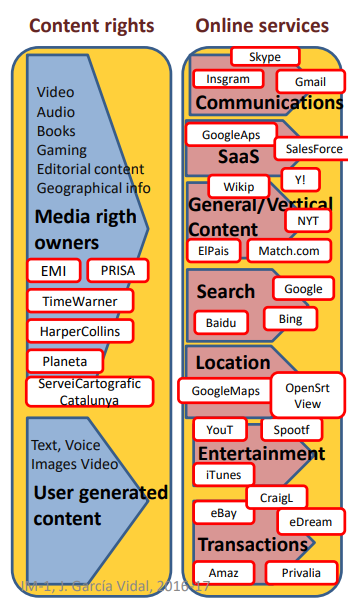 Content rights
Video
Audio
Books
Gaming
Editorial content
Geographical info
Media rigth
owners
EMI
PRISA
TimeWarner
HarperCollins
Planeta
ServeiCartografic
Catalunya
Text, Voice
Images Video
User generated
content
Online services
Skype
Insgram
Gmail
Communications
GoogleAps
SaaS
SalesForce
Wikip
Y!
General/Vertical
Content
NYT
ElPais
Match.com
Search
Google
Baidu
Bing
Location
GoogleMaps
OpenSrt
View
YouT
Spootf
Entertainment
iTunes
CraigL
eBay
eDream
Transactions
Amaz
Privalia
IM-1, J. García Vidal, 2016-17